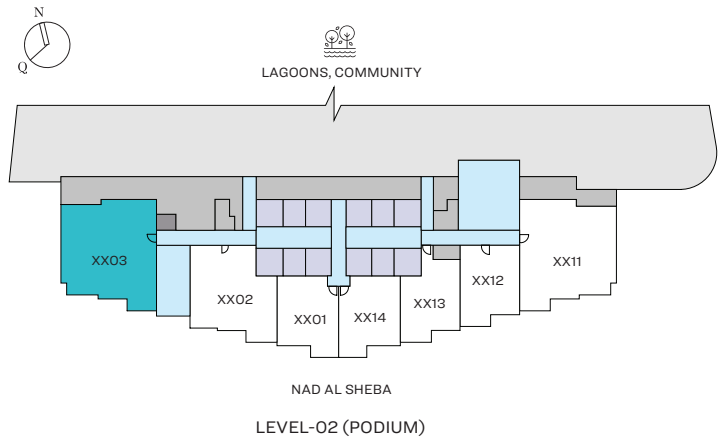 N
Q
LAGOONS, COMMUNITY
XX03
XX02
XX01
XX14
XX13
XX12
XX11
NAD AL SHEBA
LEVEL-02 (PODIUM)